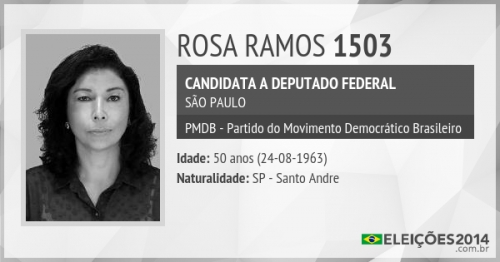 ROSA RAMOS 1503
CANDIDATA A DEPUTADO FEDERAL
SÃO PAULO
PMDB - Partido do Movimento Democrático Brasileiro
Idade: 50 anos (24-08-1963)
Naturalidade: SP - Santo Andre
ELEIÇÕES2014
.com.br